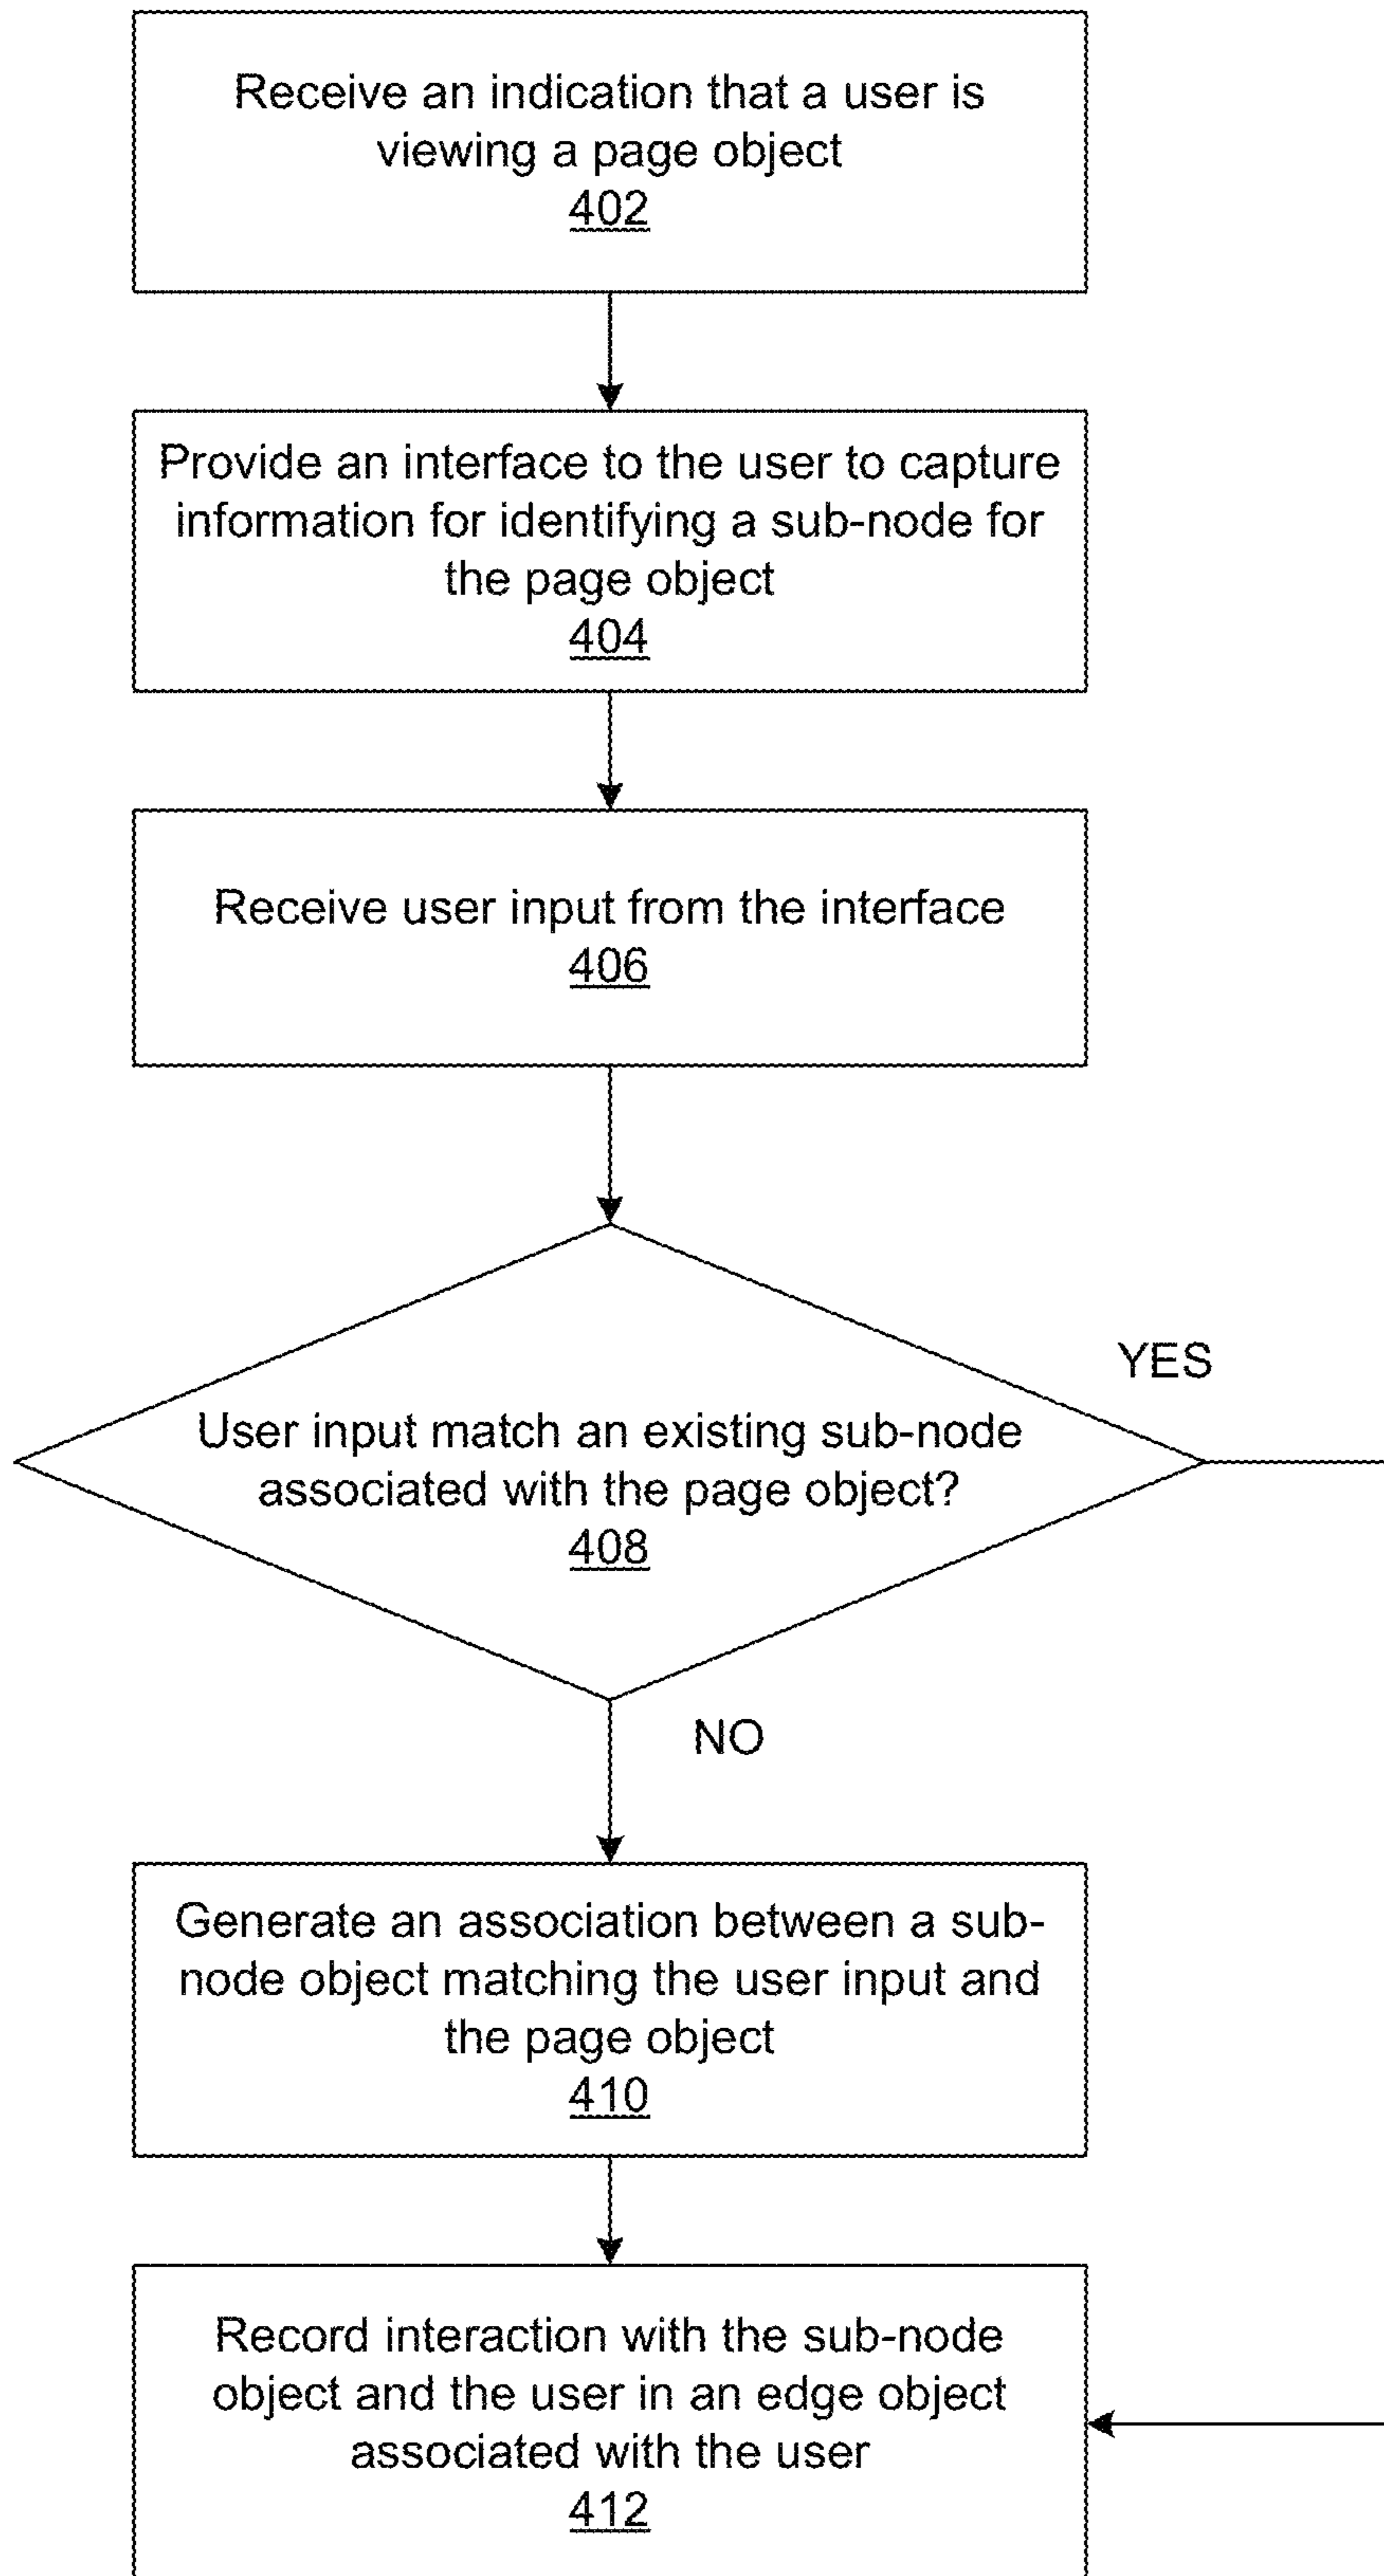 Receive an indication that a user is
viewing a page object
402
Provide an interface to the user to capture
information for identifying a sub-node for
the page object
404
Receive user input from the interface
406
YES
User input match an existing sub-node
associated with the page object?
408
NO
Generate an association between a sub-
node object matching the user input and
the page object
410
Record interaction with the sub-node
object and the user in an edge object
associated with the user
412